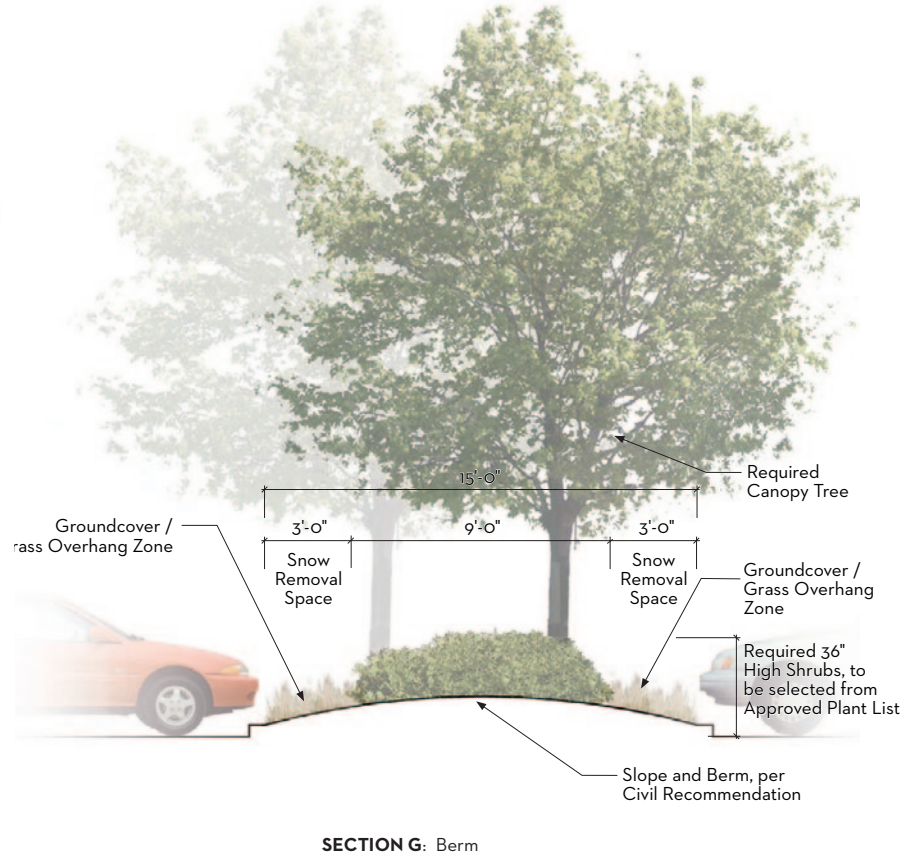 15'-0"
Required
Canopy Tree
Groundcover /
rass Overhang Zone
3'-0"
9'-0"
3'-0"
Snow
Removal
Space
Snow
Removal
Space
Groundcover /
Grass Overhang
Zone
Required 36"
High Shrubs, to
be selected from
Approved Plant List
Slope and Berm, per
Civil Recommendation
SECTION G: Berm